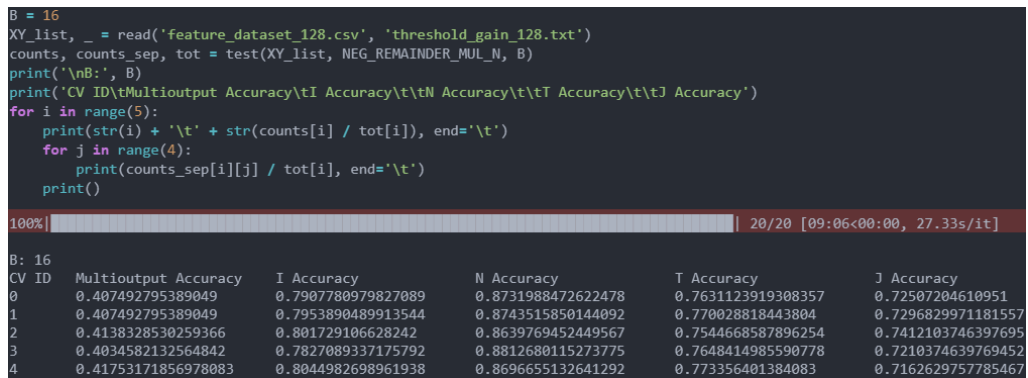 B = 16
XY_list, _ = read('feature_dataset_128.csv', 'threshold_gain_128.txt')
counts, counts_sep, tot = test(XY_list, NEG_REMAINDER_MUL_N, B)
print('\nB:', B)
print('CV ID\tMultioutput Accuracy\tI Accuracy\t\tN Accuracy\t\tT Accuracy\t\tJ Accuracy')
for i in range(5):
    print(str(i) + '\t' + str(counts[i] / tot[i]), end='\t')
    for j in range(4):
        print(counts_sep[i][j] / tot[i], end='\t')
    print()
100%| | 20/20 [09:06<00:00, 27.33s/it]
B: 16
CV ID Multioutput Accuracy I Accuracy N Accuracy T Accuracy J Accuracy
0 0.407492795389049 0.7907780979827089 0.8731988472622478 0.7631123919308357 0.72507204610951
1 0.407492795389049 0.7953890489913544 0.8743515850144092 0.770028818443804 0.7296829971181557
2 0.4138328530259366 0.801729106628242 0.8639769452449567 0.7544668587896254 0.7412103746397695
3 0.4034582132564842 0.7827089337175792 0.8812680115273775 0.7648414985590778 0.7210374639769452
4 0.41753171856978083 0.8044982698961938 0.8696655132641292 0.773356401384083 0.7162629757785467